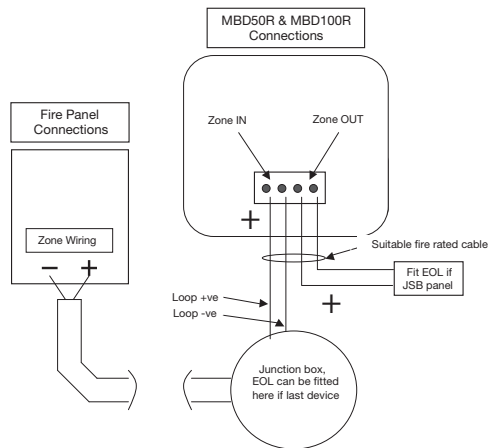 MBD50R & MBD100R
Connections
Fire Panel
Connections
Zone IN
Zone OUT
Zone Wiring
− +
+
Suitable fire rated cable
Fit EOL if
JSB panel
+
Loop +ve
Loop -ve
Junction box,
EOL can be fitted
here if last device